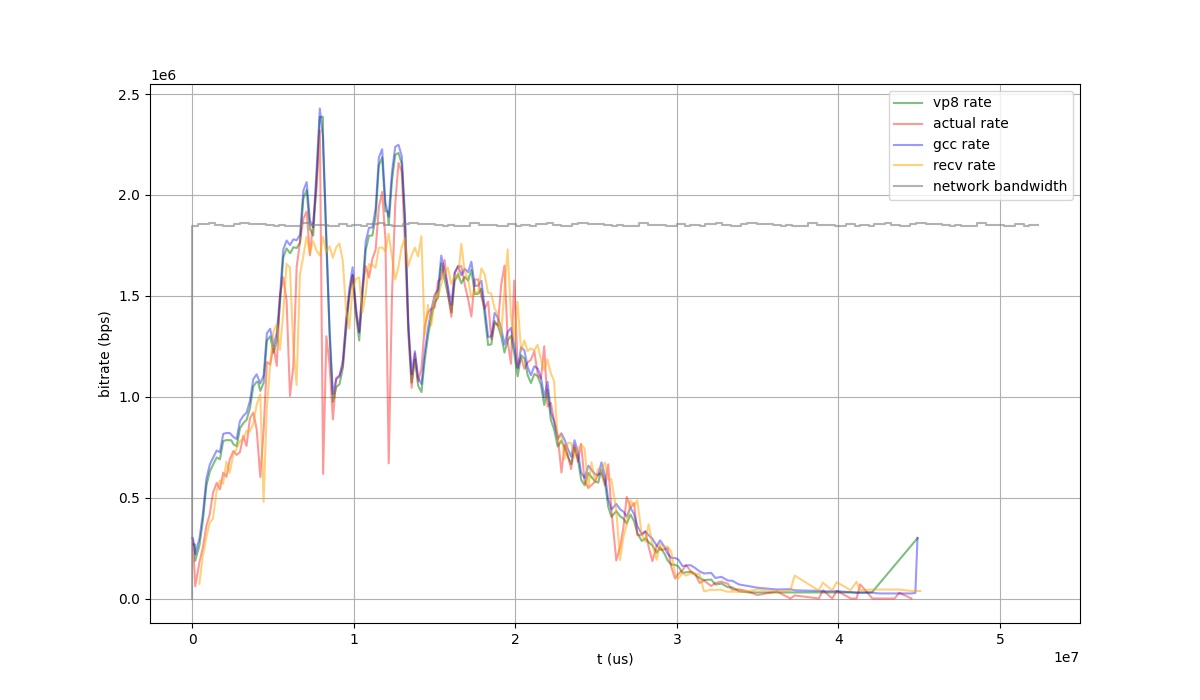 1e6
2.5
2.0
1.5
1.0
0.5
0.0
bitrate (bps)
vp8 rate
actual rate
gcc rate
recv rate
network bandwidth
0
1
2
3
4
5
t (us)
1e7